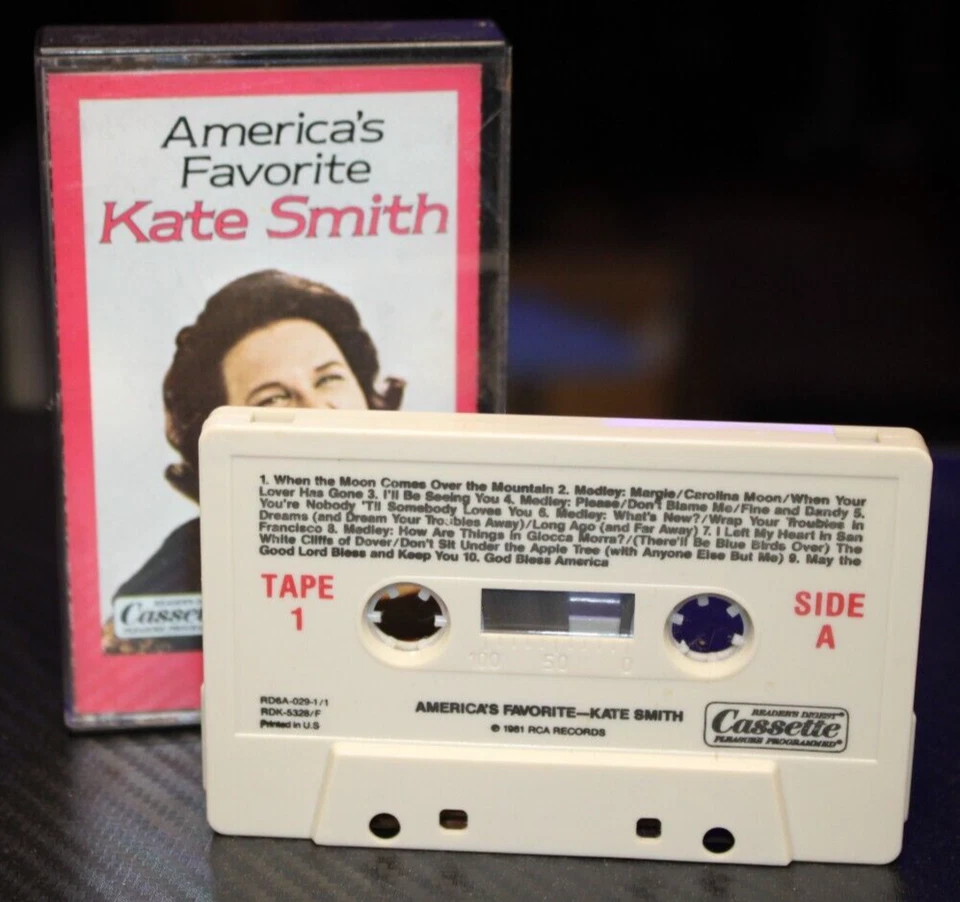 America's
Favorite
Kate Smith
Casse
1. When the Moon Comes Over the Mountain 2. Medley: Margie/Carolina Moon/When Your
Lover Has Gone 3. I'll Be Seeing You 4. Medley: Please/Don't Blame Me/Fine and Dandy 5.
You're Nobody 'Til Somebody Loves You 6. Medley: What's New?/Wrap Your Troubles in
Dreams (and Dream Your Troubles Away)/Long Ago (and Far Away) 7. I Left My Heart in San
Francisco 8. Medley: How Are Things in Glocca Morra?/(There'll Be Blue Birds Over) The
White Cliffs of Dover/Don't Sit Under the Apple Tree (with Anyone Else But Me) 9. May the
Good Lord Bless and Keep You 10. God Bless America
TAPE
1
SIDE
A
100 50 0
RD6A-029-1/1
RDK-5328/F
Printed in U.S
AMERICA'S FAVORITE—KATE SMITH
© 1981 RCA RECORDS
READER'S DIGEST®
Cassette
PLEASURE PROGRAMMED®